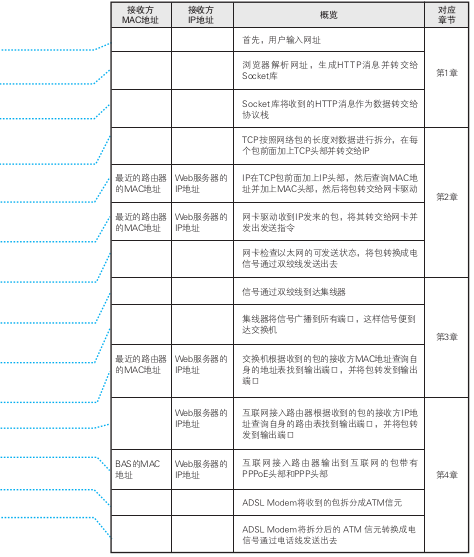 接收方
MAC地址
接收方
IP地址
概览
对应
章节
首先，用户输入网址
浏览器解析网址，生成HTTP消息并转交给
Socket库
第1章
Socket库将收到的HTTP消息作为数据转交给
协议栈
TCP按照网络包的长度对数据进行拆分，在每
个包前面加上TCP头部并转交给IP
最近的路由器
的MAC地址
Web服务器的
IP地址
IP在TCP包前面加上IP头部，然后查询MAC地
址并加上MAC头部，然后将包转交给网卡驱动
第2章
最近的路由器
的MAC地址
Web服务器的
IP地址
网卡驱动收到IP发来的包，将其转交给网卡并
发出发送指令
网卡检查以太网的可发送状态，将包转换成电
信号通过双绞线发送出去
信号通过双绞线到达集线器
集线器将信号广播到所有端口，这样信号便到
达交换机
第3章
最近的路由器
的MAC地址
Web服务器的
IP地址
交换机根据收到的包的接收方MAC地址查询自
身的地址表找到输出端口，并将包转发到输出
端口
Web服务器的
IP地址
互联网接入路由器根据收到的包的接收方IP地
址查询自身的路由表找到输出端口，并将包转
发到输出端口
BAS的MAC
地址
Web服务器的
IP地址
互联网接入路由器输出到互联网的包带有
PPPoE头部和PPP头部
第4章
ADSL Modem将收到的包拆分成ATM信元
ADSL Modem将拆分后的 ATM 信元转换成电
信号通过电话线发送出去